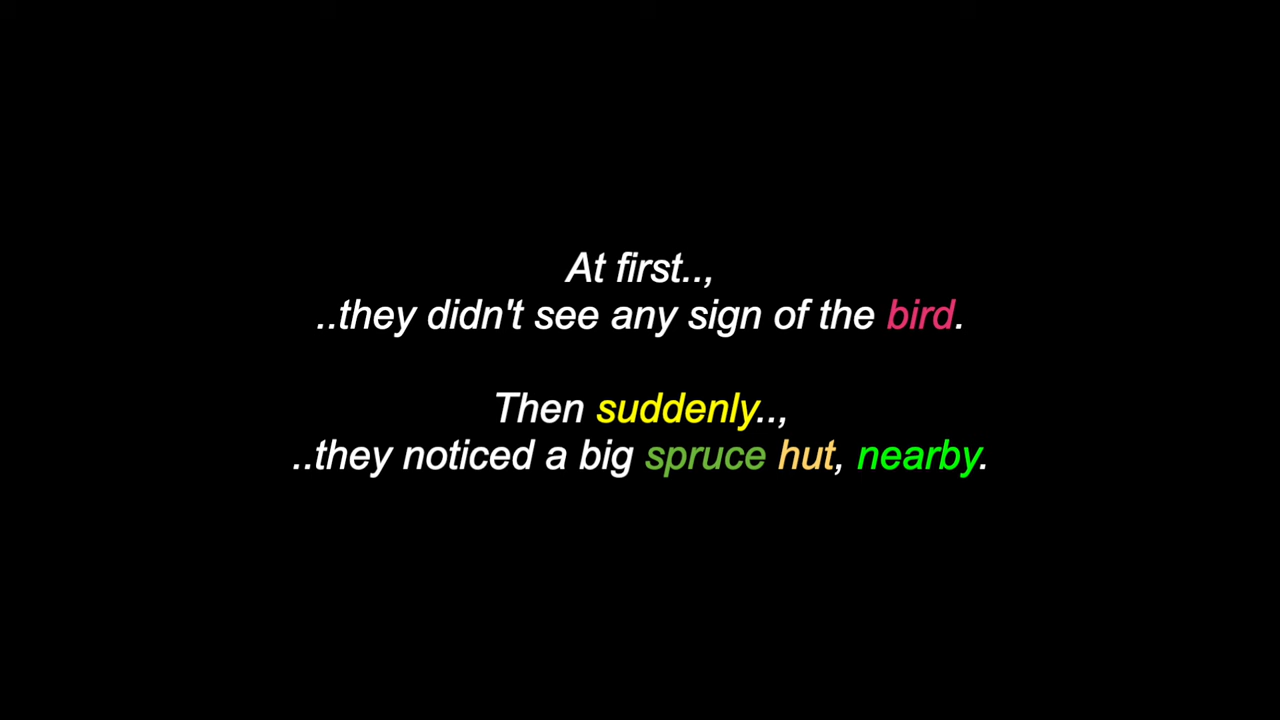 At first..,
..they didn't see any sign of the bird.
Then suddenly..,
..they noticed a big spruce hut, nearby.